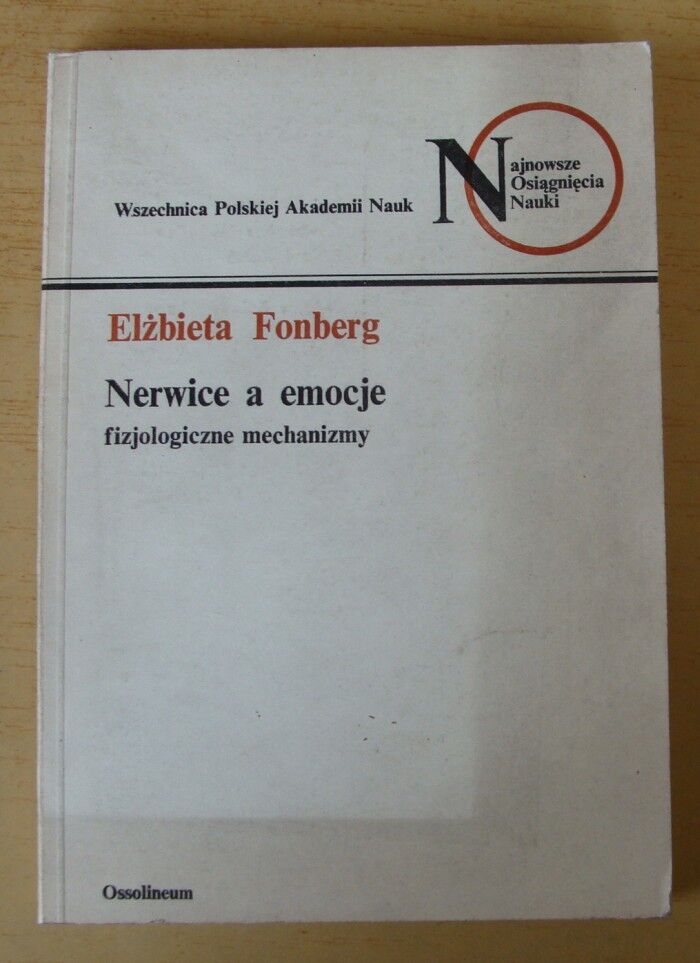 Wszechnica Polskiej Akademii Nauk
Najnowsze
Osiągnięcia
Nauki
Elżbieta Fonberg
Nerwice a emocje
fizjologiczne mechanizmy
Ossolineum